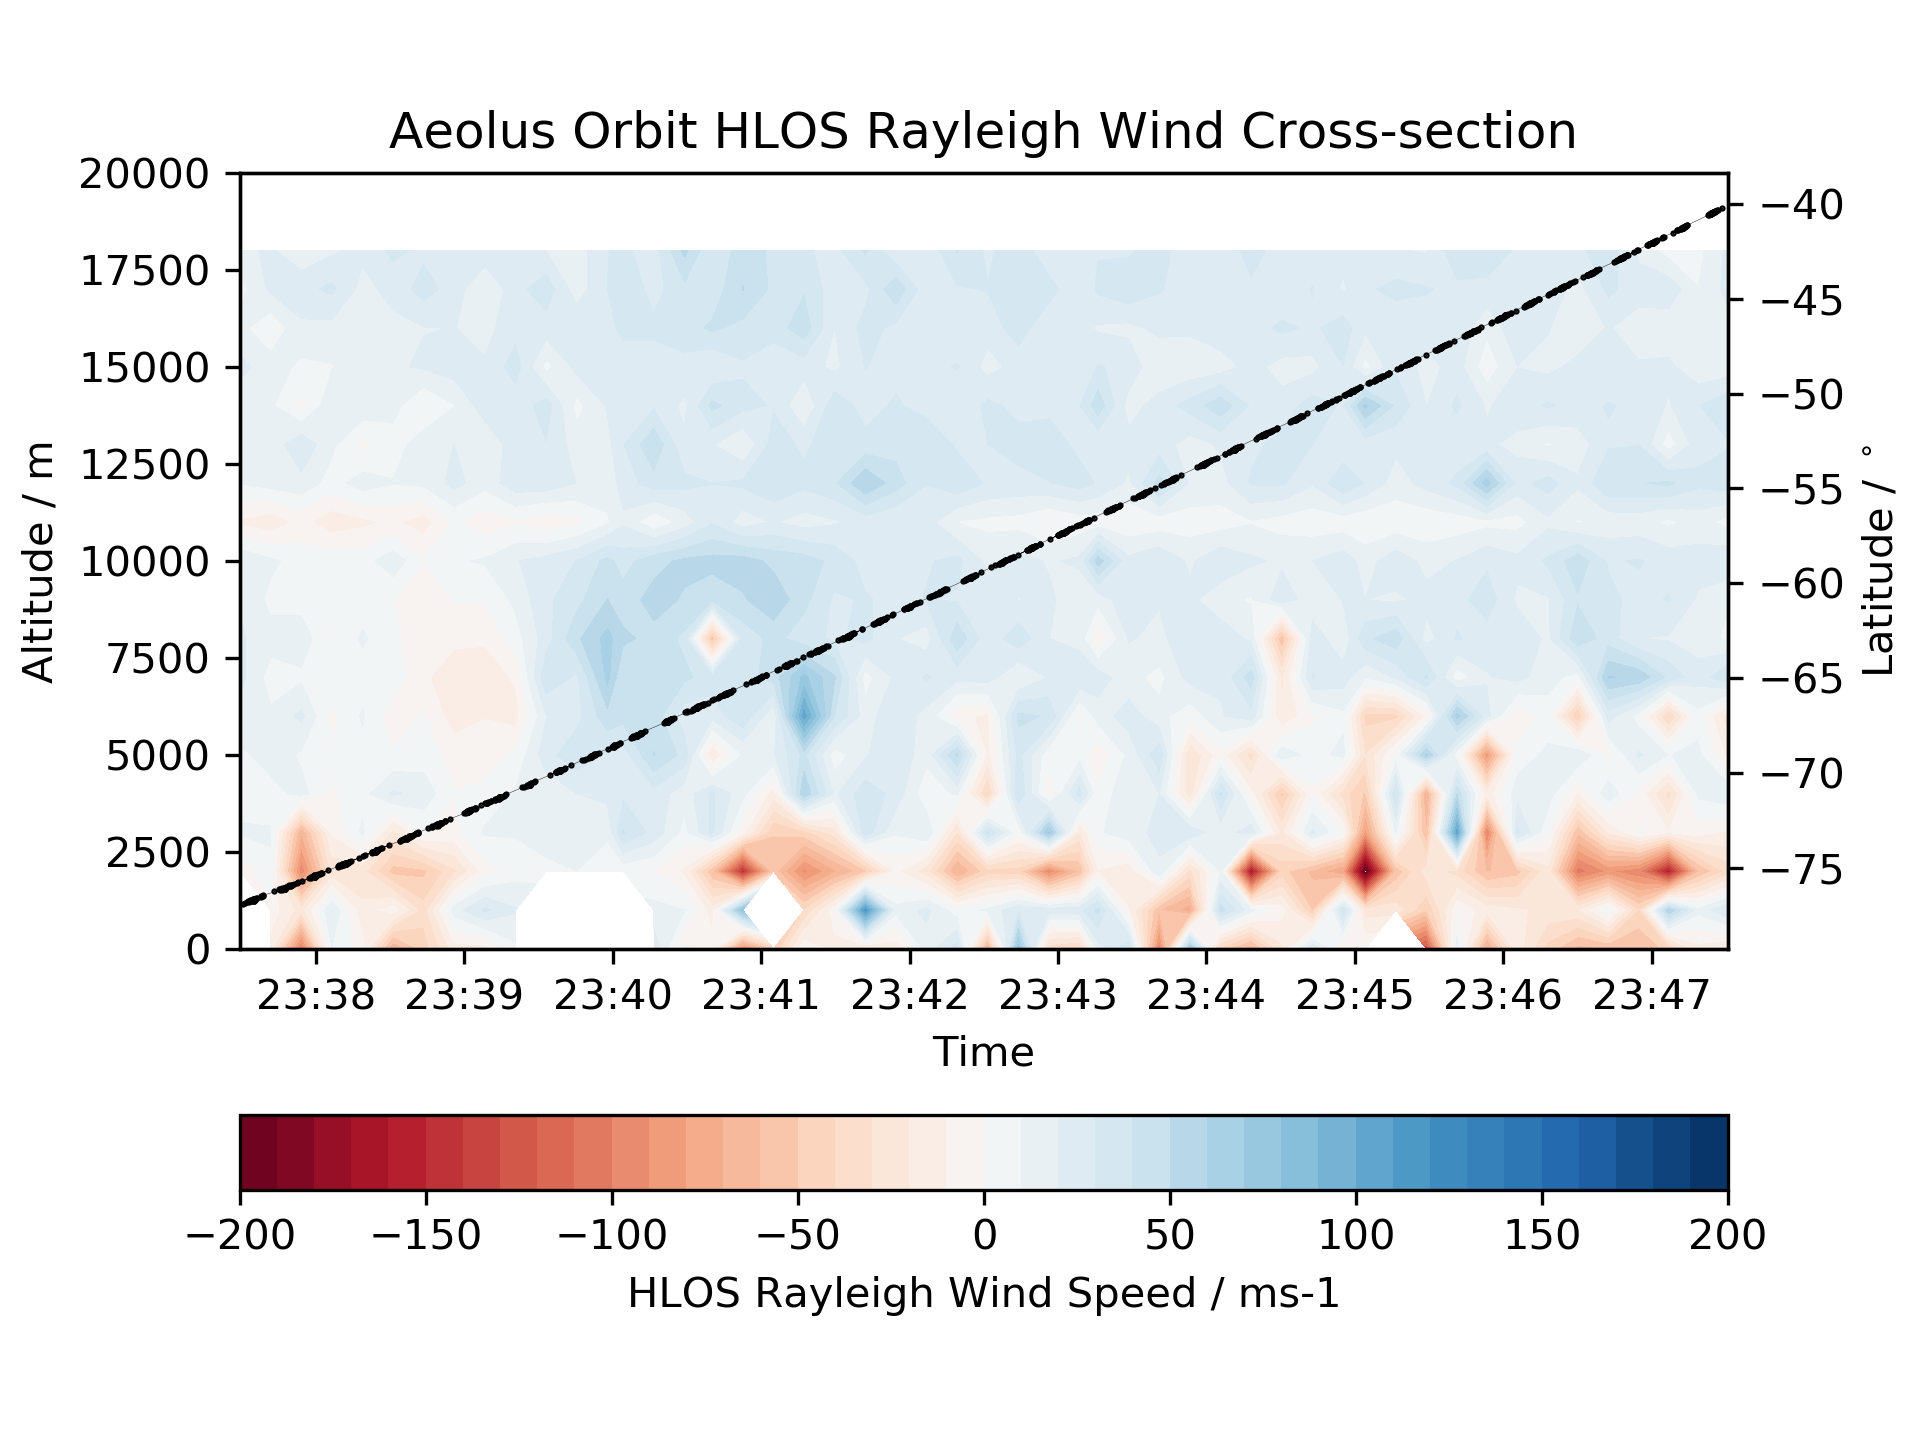 Aeolus Orbit HLOS Rayleigh Wind Cross-section
20000
17500
15000
12500
10000
7500
5000
2500
0
Altitude / m
−40
−45
−50
−55
−60
−65
−70
−75
Latitude / °
23:38 23:39 23:40 23:41 23:42 23:43 23:44 23:45 23:46 23:47
Time
−200 −150 −100 −50 0 50 100 150 200
HLOS Rayleigh Wind Speed / ms-1